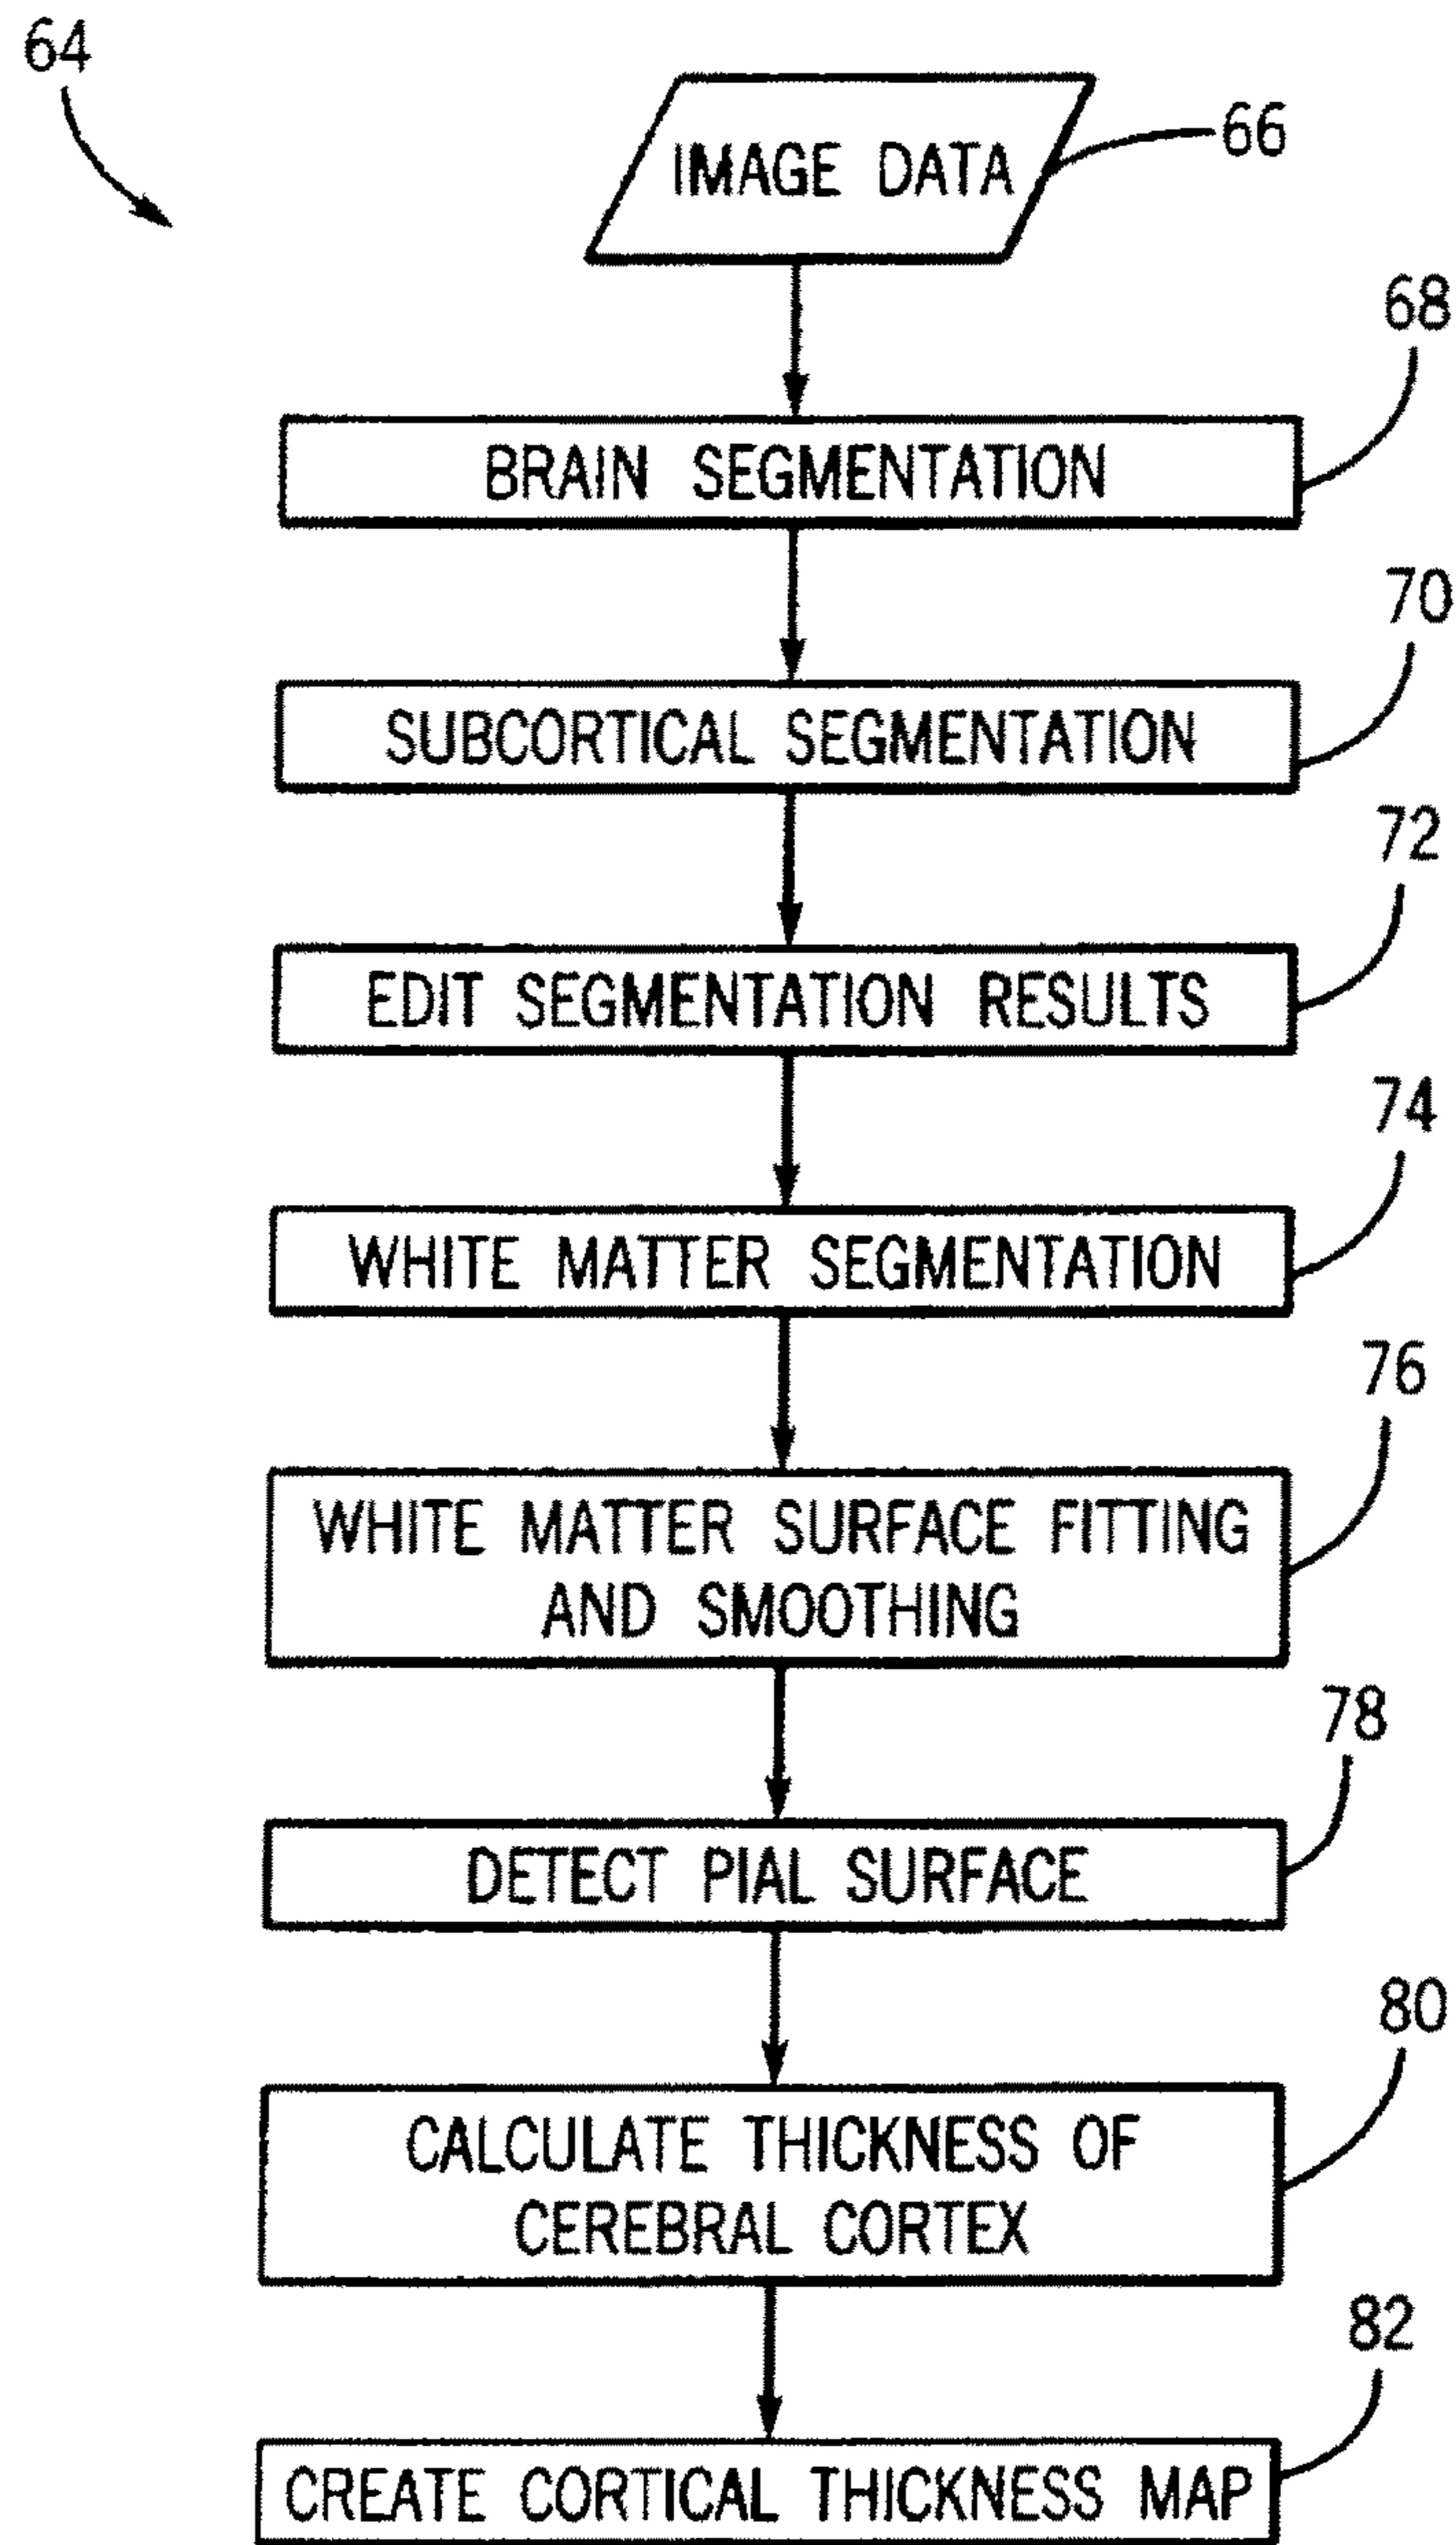 64
IMAGE DATA
66
68
BRAIN SEGMENTATION
70
SUBCORTICAL SEGMENTATION
72
EDIT SEGMENTATION RESULTS
74
WHITE MATTER SEGMENTATION
76
WHITE MATTER SURFACE FITTING
AND SMOOTHING
78
DETECT PIAL SURFACE
80
CALCULATE THICKNESS OF
CEREBRAL CORTEX
82
CREATE CORTICAL THICKNESS MAP